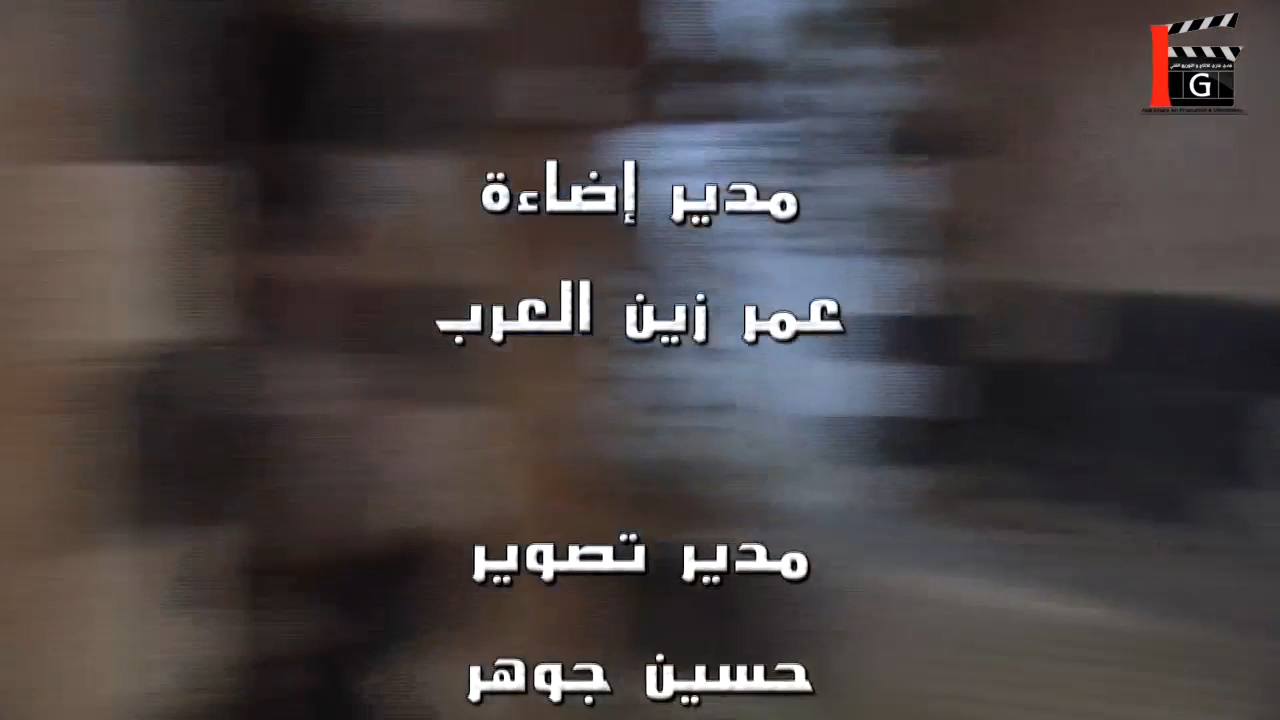 مدير إضاءة
عمر زين العرب
مدير تصوير
حسين جوهر
G